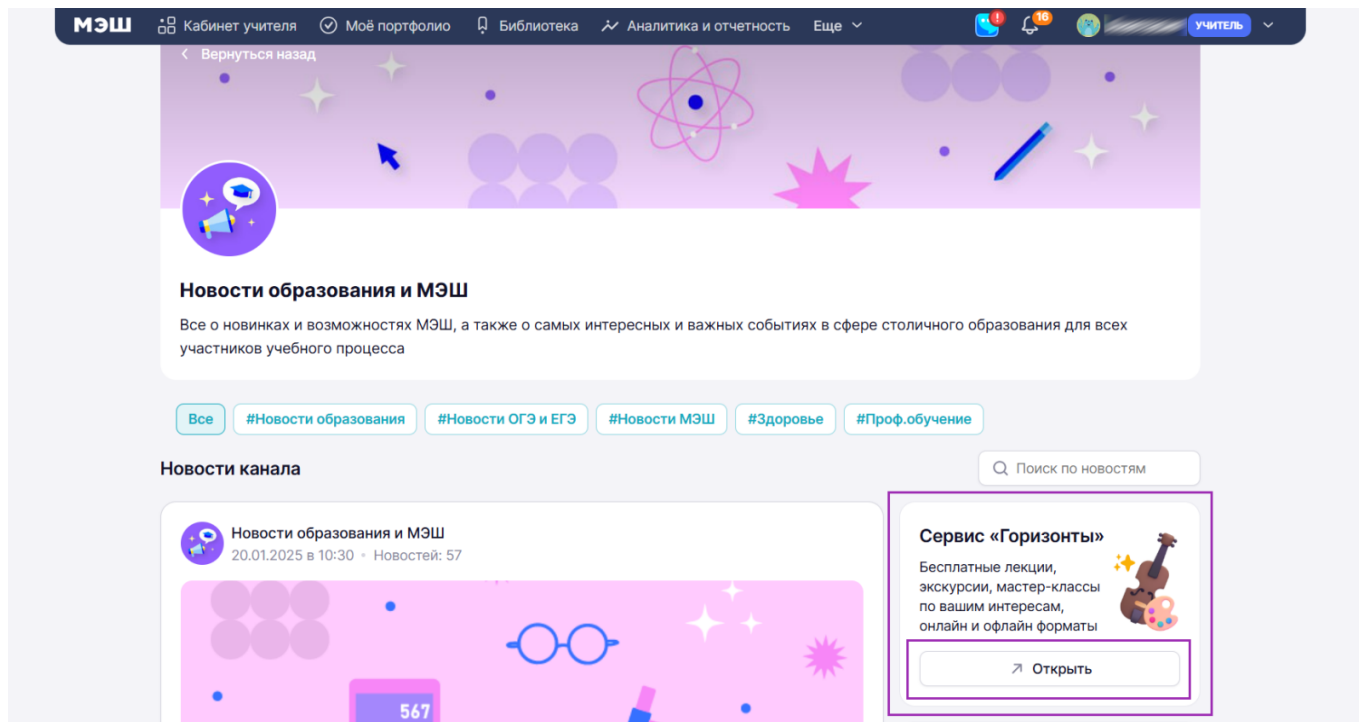 МЭШ Кабинет учителя Моё портфолио Библиотека Аналитика и отчетность Еще 16 УЧИТЕЛЬ
Вернуться назад
Новости образования и МЭШ
Все о новинках и возможностях МЭШ, а также о самых интересных и важных событиях в сфере столичного образования для всех
участников учебного процесса
Все #Новости образования #Новости ОГЭ и ЕГЭ #Новости МЭШ #Здоровье #Проф.обучение
Новости канала
Поиск по новостям
Новости образования и МЭШ
20.01.2025 в 10:30 • Новостей: 57
567
Сервис «Горизонты»
Бесплатные лекции,
экскурсии, мастер-классы
по вашим интересам,
онлайн и офлайн форматы
Открыть